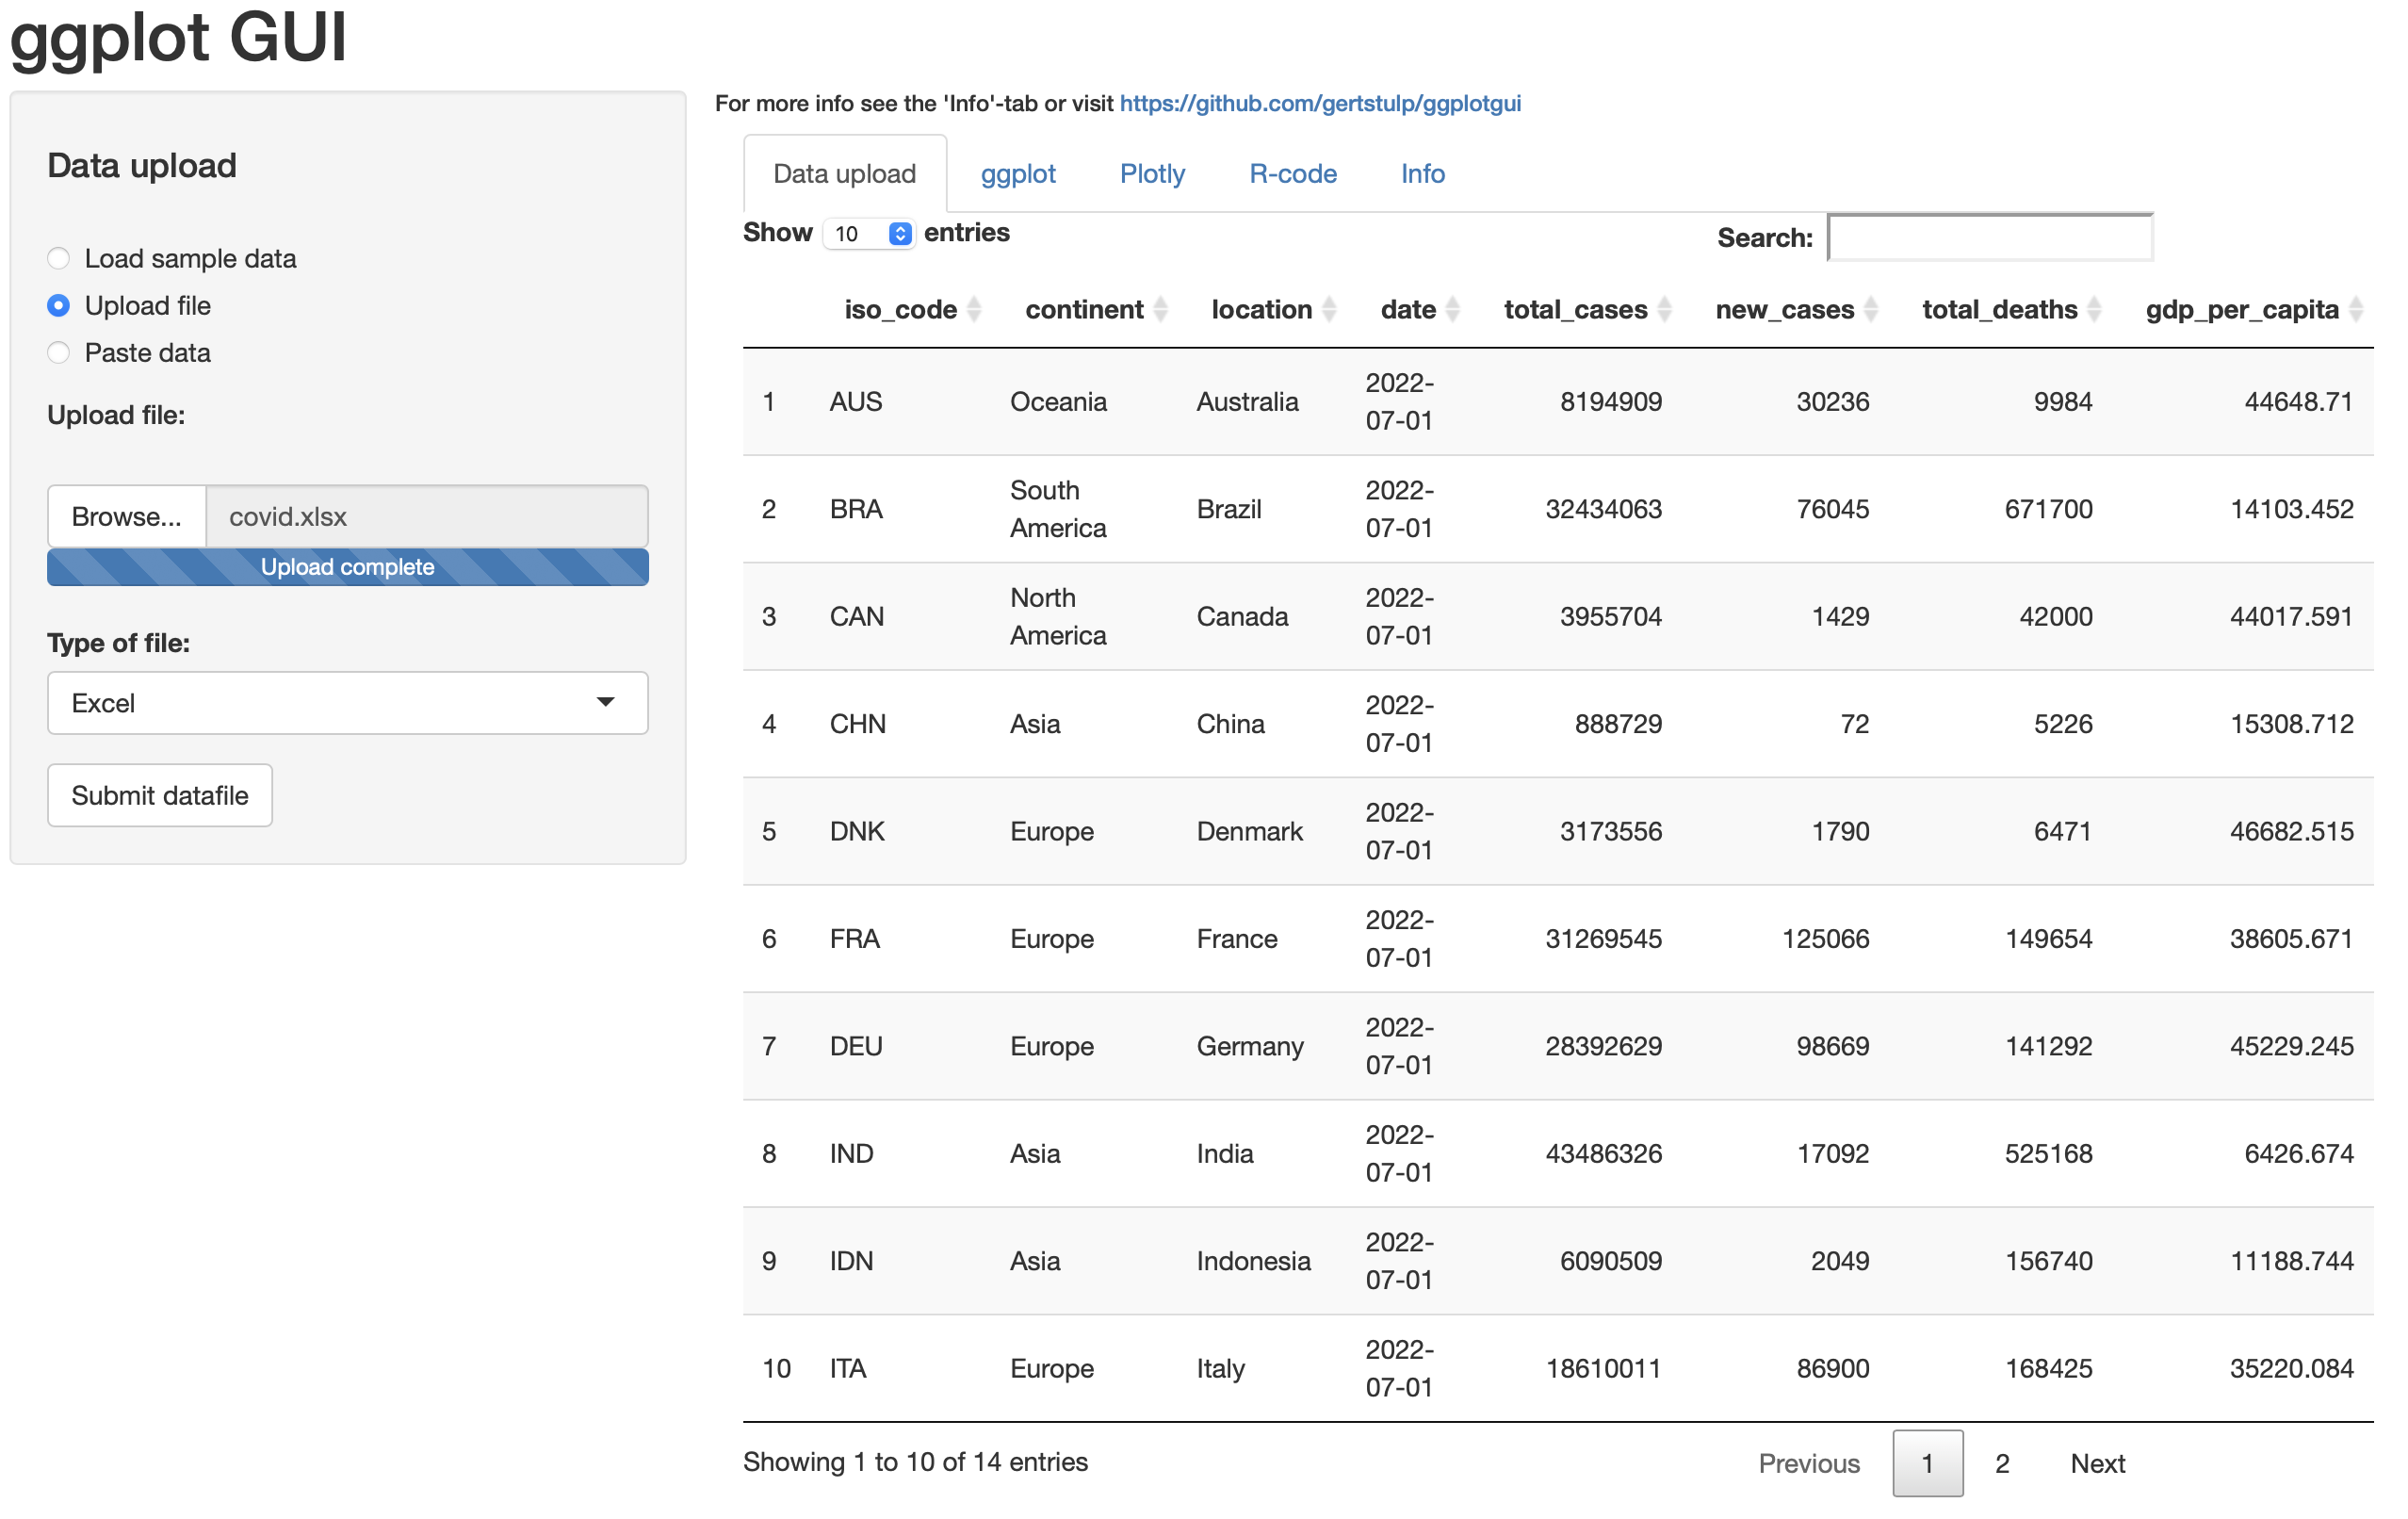 ggplot GUI
Data upload
Load sample data
Upload file
Paste data
Upload file:
Browse... covid.xlsx
Upload complete
Type of file:
Excel
Submit datafile
For more info see the 'Info'-tab or visit https://github.com/gertstulp/ggplotgui
Data upload ggplot Plotly R-code Info
Show 10 entries Search:
iso_code continent location date total_cases new_cases total_deaths gdp_per_capita
1 AUS Oceania Australia 2022-07-01 8194909 30236 9984 44648.71
2 BRA South America Brazil 2022-07-01 32434063 76045 671700 14103.452
3 CAN North America Canada 2022-07-01 3955704 1429 42000 44017.591
4 CHN Asia China 2022-07-01 888729 72 5226 15308.712
5 DNK Europe Denmark 2022-07-01 3173556 1790 6471 46682.515
6 FRA Europe France 2022-07-01 31269545 125066 149654 38605.671
7 DEU Europe Germany 2022-07-01 28392629 98669 141292 45229.245
8 IND Asia India 2022-07-01 43486326 17092 525168 6426.674
9 IDN Asia Indonesia 2022-07-01 6090509 2049 156740 11188.744
10 ITA Europe Italy 2022-07-01 18610011 86900 168425 35220.084
Showing 1 to 10 of 14 entries Previous 1 2 Next